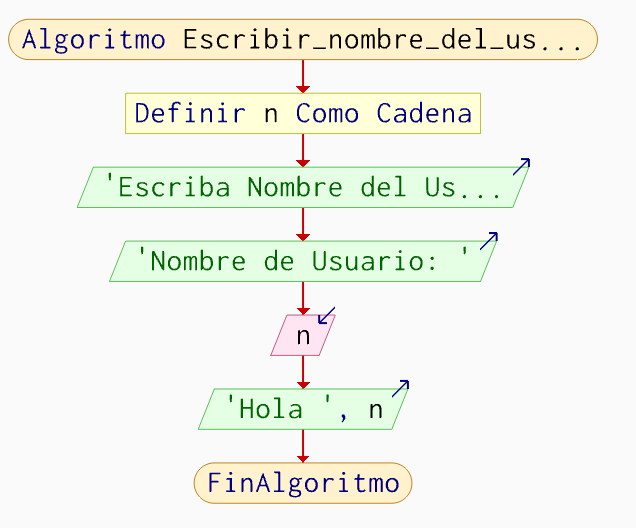 Algoritmo Escribir_nombre_del_us...
Definir n Como Cadena
'Escriba Nombre del Us...
'Nombre de Usuario: '
n
'Hola ', n
FinAlgoritmo